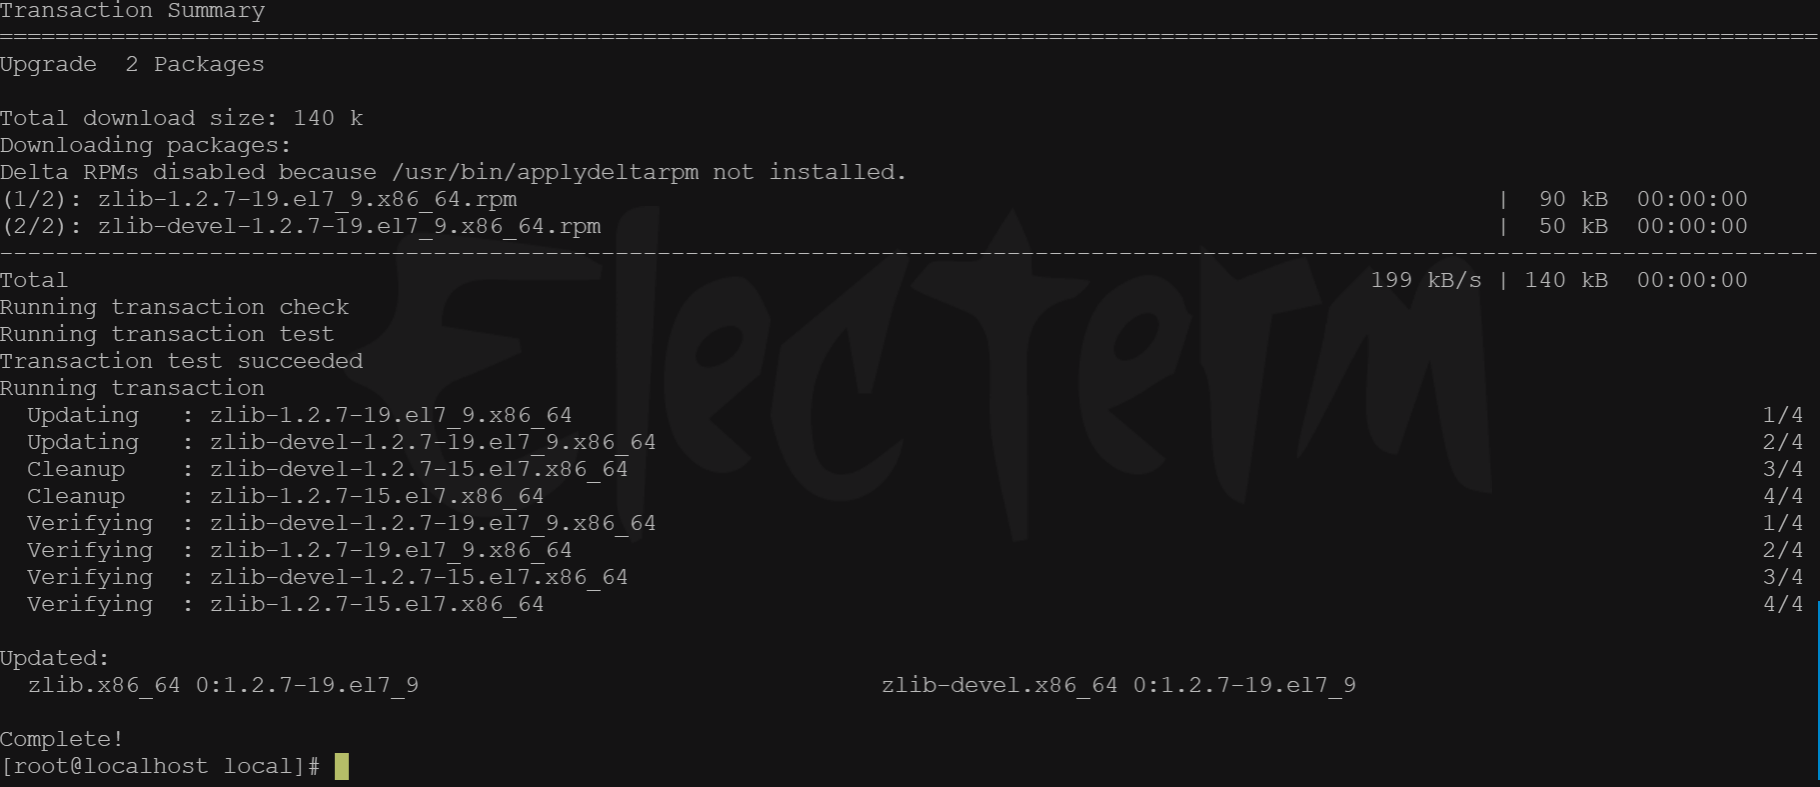 Transaction Summary
================================================================================================================================
Upgrade  2 Packages
Total download size: 140 k
Downloading packages:
Delta RPMs disabled because /usr/bin/applydeltarpm not installed.
(1/2): zlib-1.2.7-19.el7_9.x86_64.rpm | 90 kB 00:00:00
(2/2): zlib-devel-1.2.7-19.el7_9.x86_64.rpm | 50 kB 00:00:00
--------------------------------------------------------------------------------------------------------------------------------
Total 199 kB/s | 140 kB 00:00:00
Running transaction check
Running transaction test
Transaction test succeeded
Running transaction
Updating : zlib-1.2.7-19.el7_9.x86_64 1/4
Updating : zlib-devel-1.2.7-19.el7_9.x86_64 2/4
Cleanup : zlib-devel-1.2.7-15.el7.x86_64 3/4
Cleanup : zlib-1.2.7-15.el7.x86_64 4/4
Verifying : zlib-devel-1.2.7-19.el7_9.x86_64 1/4
Verifying : zlib-1.2.7-19.el7_9.x86_64 2/4
Verifying : zlib-devel-1.2.7-15.el7.x86_64 3/4
Verifying : zlib-1.2.7-15.el7.x86_64 4/4
Updated:
zlib.x86_64 0:1.2.7-19.el7_9 zlib-devel.x86_64 0:1.2.7-19.el7_9
Complete!
[root@localhost local]#
Electerm